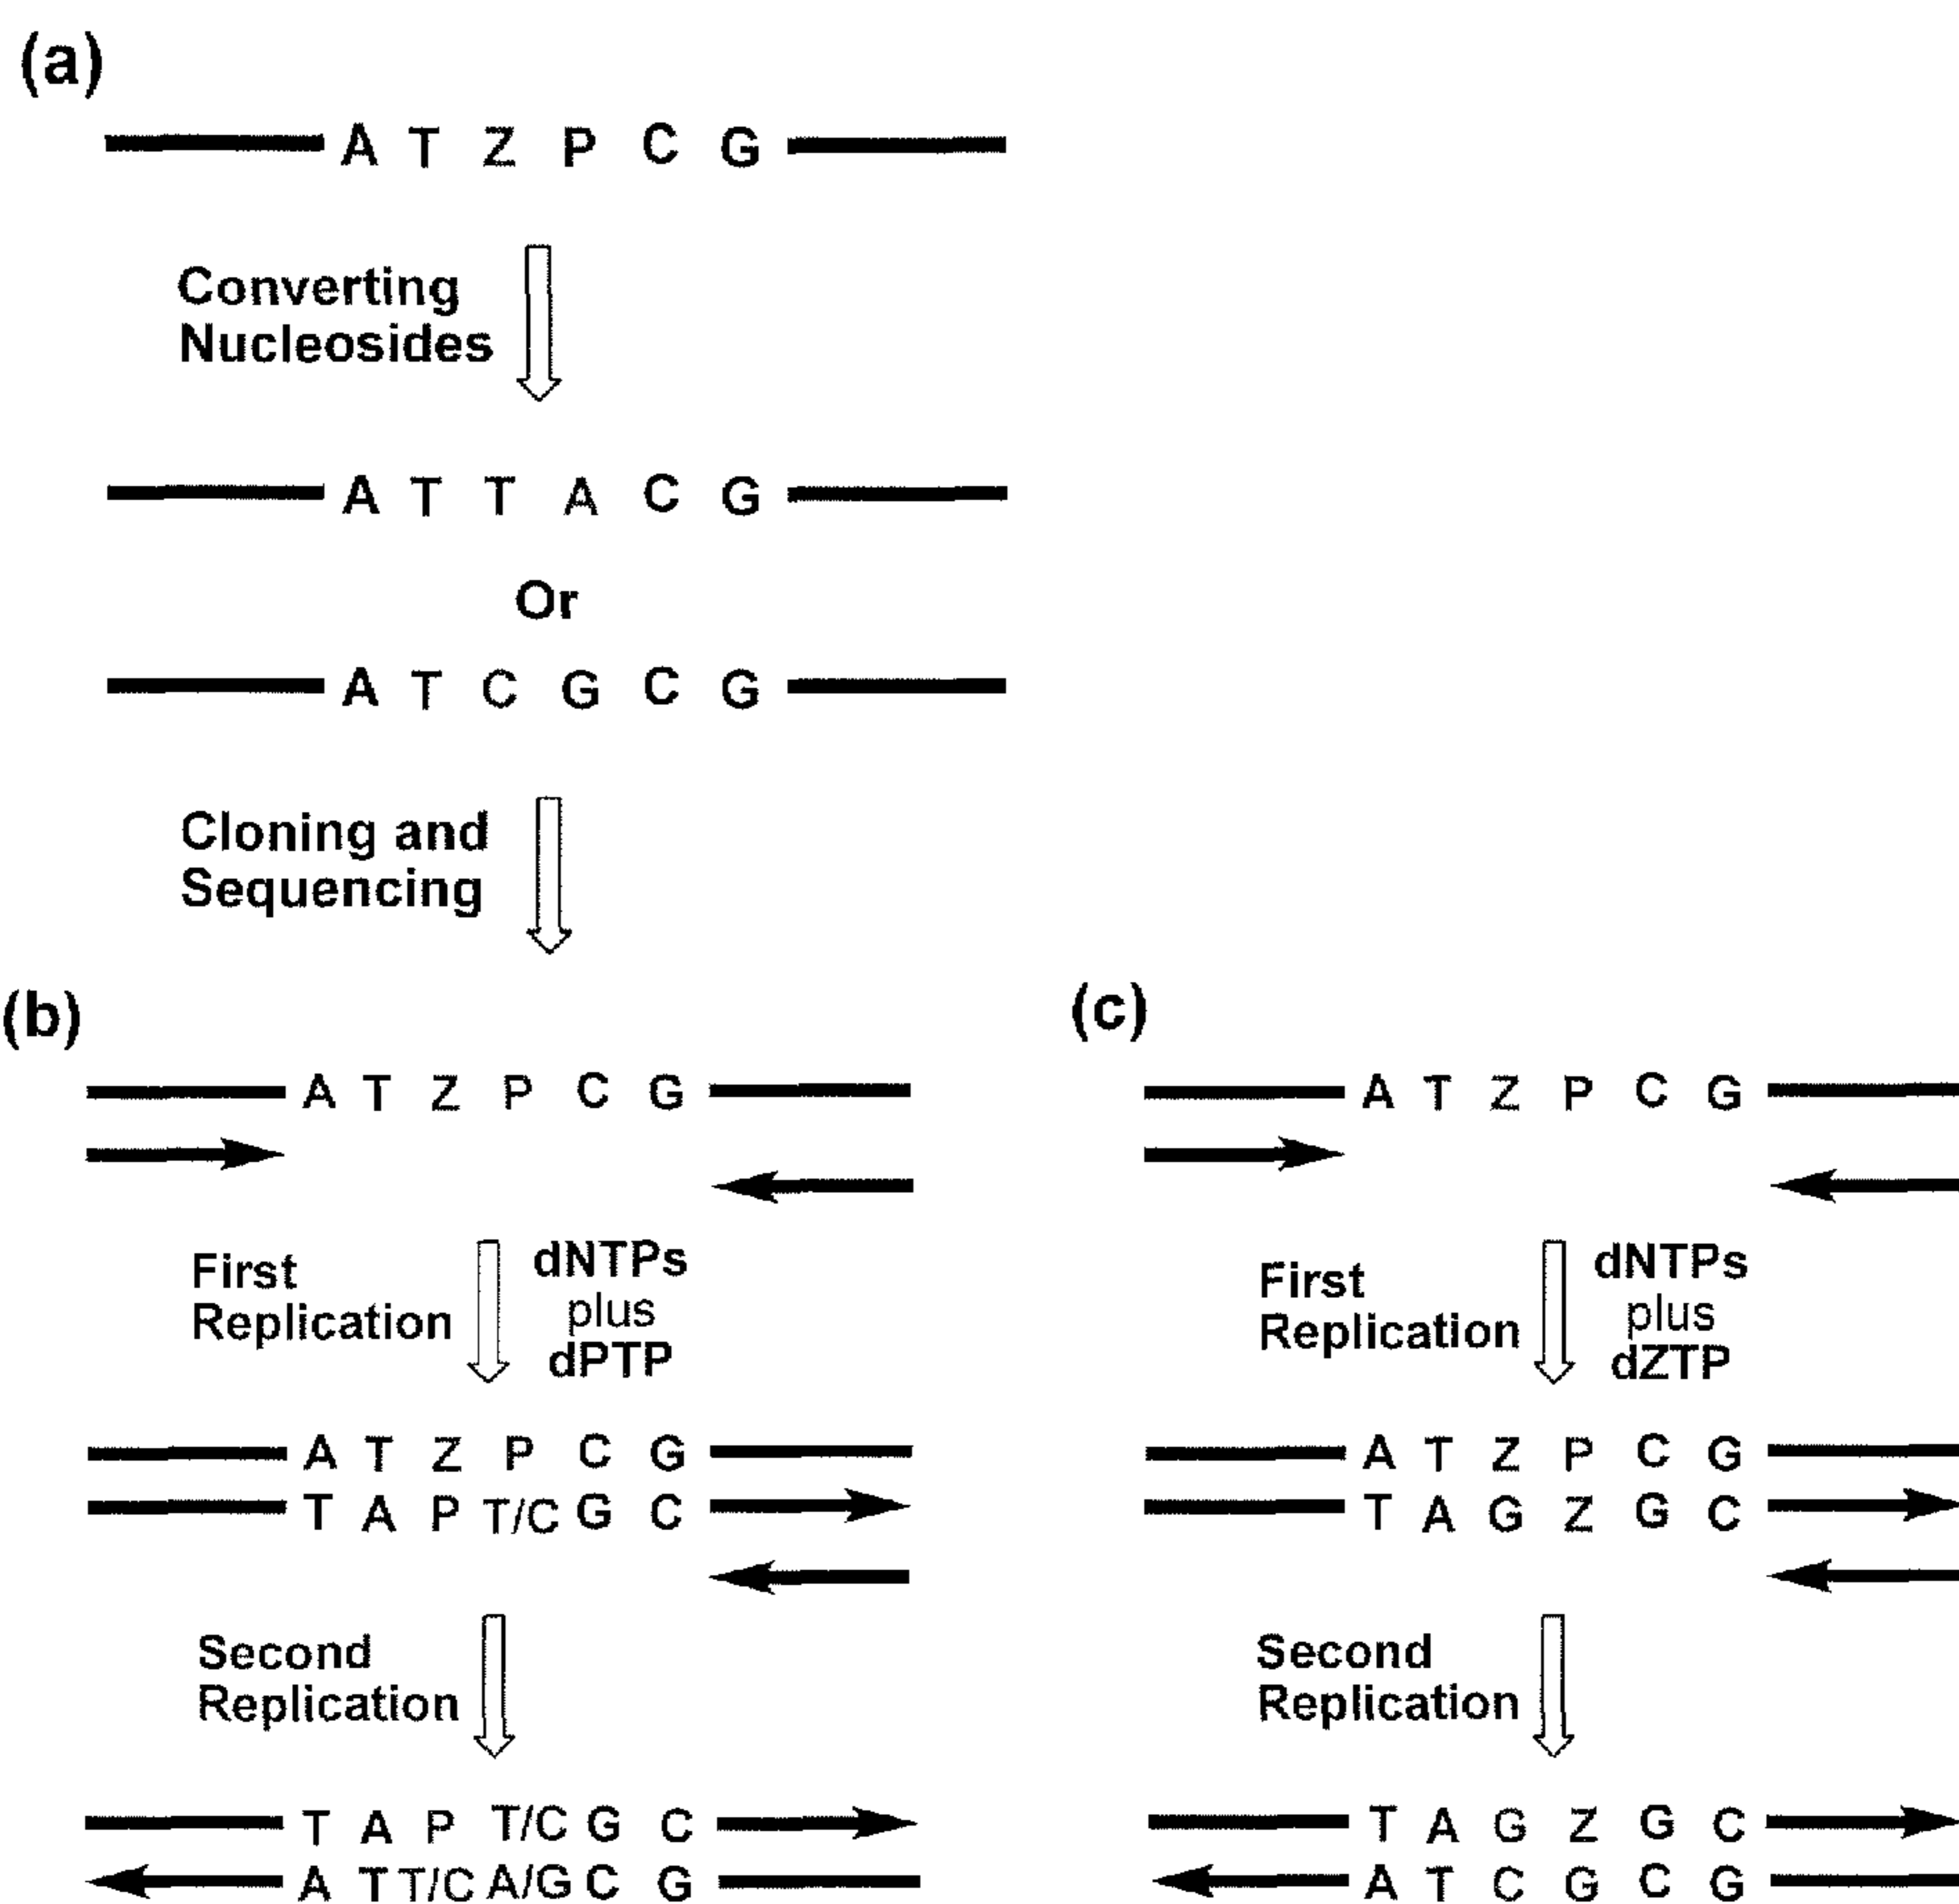 (a)
A T Z P C G
Converting
Nucleosides
A T T A C G
Or
A T C G C G
Cloning and
Sequencing
(b)
A T Z P C G
First
Replication
dNTPs
plus
dPTP
A T Z P C G
T A P T/C G C
Second
Replication
T A P T/C G C
A T T/C A/G C G
(c)
A T Z P C G
First
Replication
dNTPs
plus
dZTP
A T Z P C G
T A G Z G C
Second
Replication
T A G Z G C
A T C G C G